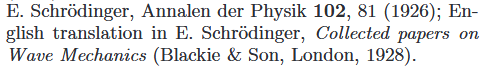 E. Schrödinger, Annalen der Physik 102, 81 (1926); En-
glish translation in E. Schrödinger, Collected papers on
Wave Mechanics (Blackie & Son, London, 1928).